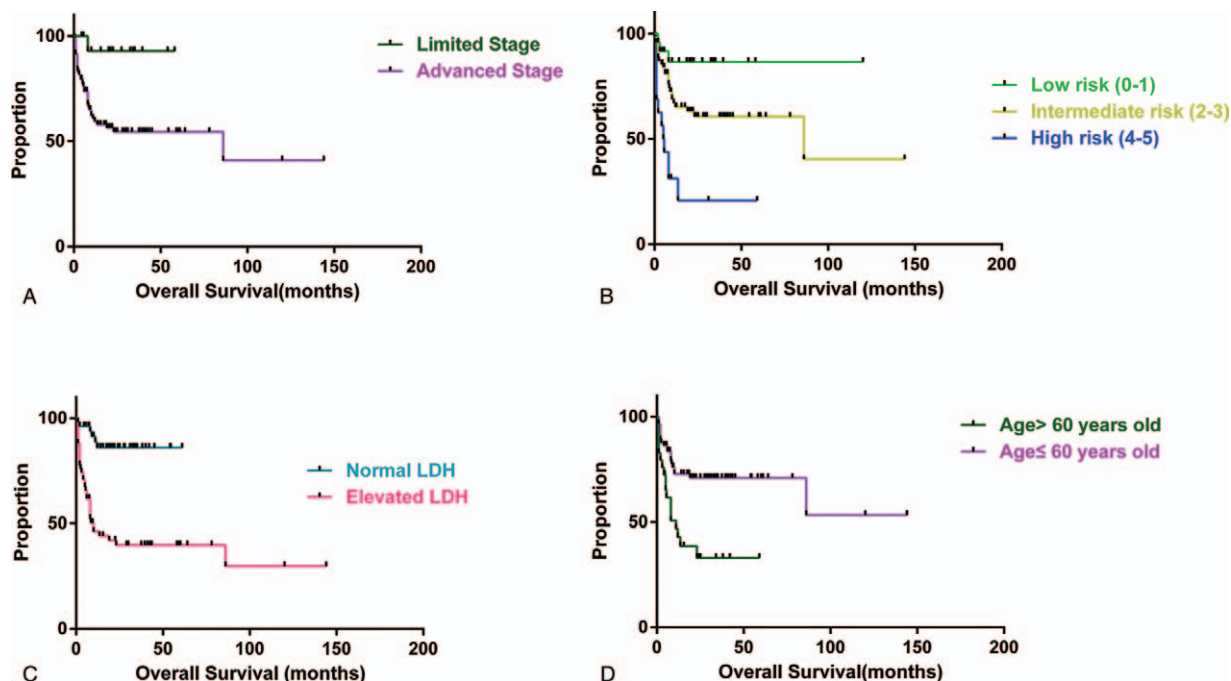 100
50
0
Proportion
Limited Stage
Advanced Stage
0 50 100 150 200
Overall Survival(months)
A
100
50
0
Proportion
Low risk (0-1)
Intermediate risk (2-3)
High risk (4-5)
0 50 100 150 200
Overall Survival (months)
B
100
50
0
Proportion
Normal LDH
Elevated LDH
0 50 100 150 200
Overall Survival (months)
C
100
50
0
Proportion
Age> 60 years old
Age≤ 60 years old
0 50 100 150 200
Overall Survival (months)
D